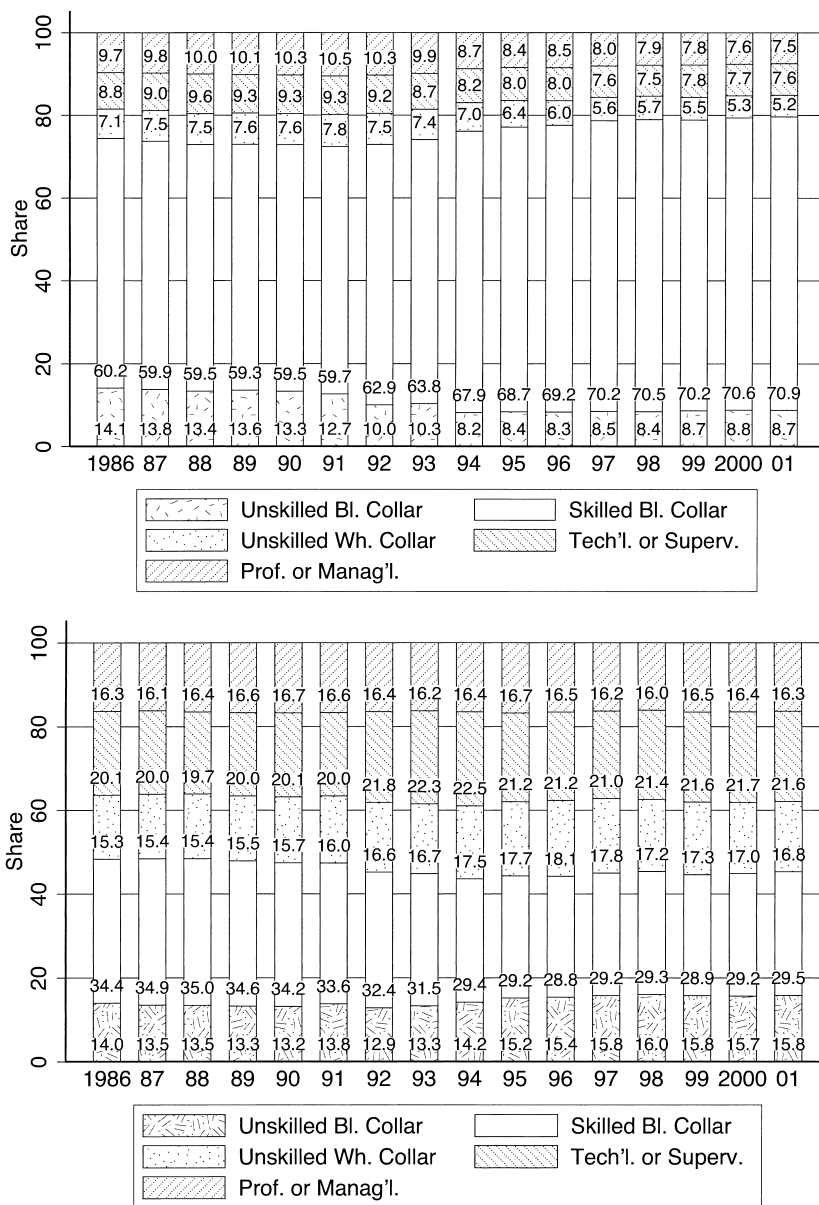 100
9.7 9.8 10.0 10.1 10.3 10.5 10.3 9.9 8.7 8.4 8.5 8.0 7.9 7.8 7.6 7.5
8.8 9.0 9.6 9.3 9.3 9.3 9.2 8.7 8.2 8.0 8.0 7.6 7.5 7.8 7.7 7.6
80
7.1 7.5 7.5 7.6 7.6 7.8 7.5 7.4 7.0 6.4 6.0 5.6 5.7 5.5 5.3 5.2
60
Share
40
20
60.2 59.9 59.5 59.3 59.5 59.7 62.9 63.8 67.9 68.7 69.2 70.2 70.5 70.2 70.6 70.9
14.1 13.8 13.4 13.6 13.3 12.7 10.0 10.3 8.2 8.4 8.3 8.5 8.4 8.7 8.8 8.7
0
1986 87 88 89 90 91 92 93 94 95 96 97 98 99 2000 01
Unskilled Bl. Collar Skilled Bl. Collar
Unskilled Wh. Collar Tech'l. or Superv.
Prof. or Manag'l.
100
16.3 16.1 16.4 16.6 16.7 16.6 16.4 16.2 16.4 16.7 16.5 16.2 16.0 16.5 16.4 16.3
80
20.1 20.0 19.7 20.0 20.1 20.0 21.8 22.3 22.5 21.2 21.2 21.0 21.4 21.6 21.7 21.6
60
Share
15.3 15.4 15.4 15.5 15.7 16.0 16.6 16.7 17.5 17.7 18.1 17.8 17.2 17.3 17.0 16.8
40
20
34.4 34.9 35.0 34.6 34.2 33.6 32.4 31.5 29.4 29.2 28.8 29.2 29.3 28.9 29.2 29.5
14.0 13.5 13.5 13.3 13.2 13.8 12.9 13.3 14.2 15.2 15.4 15.8 16.0 15.8 15.7 15.8
0
1986 87 88 89 90 91 92 93 94 95 96 97 98 99 2000 01
Unskilled Bl. Collar Skilled Bl. Collar
Unskilled Wh. Collar Tech'l. or Superv.
Prof. or Manag'l.